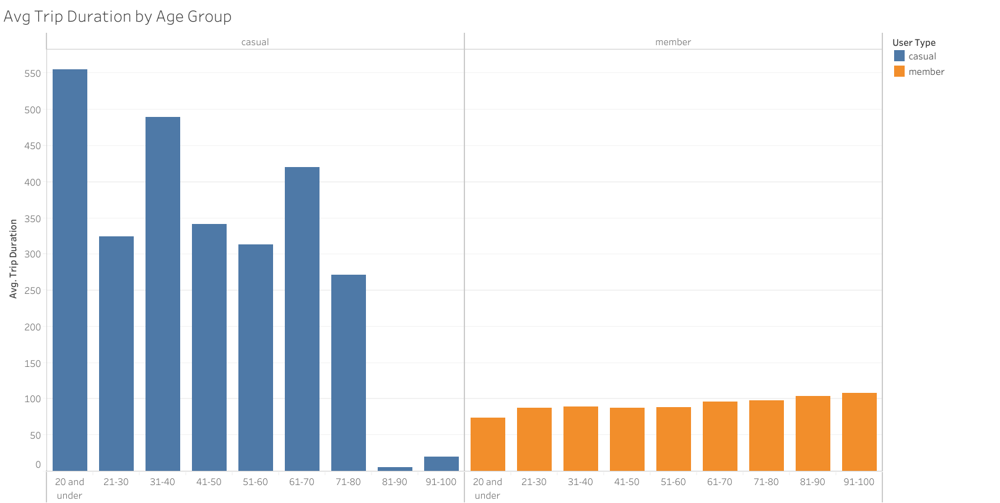 Avg Trip Duration by Age Group
casual
member
User Type
casual
member
Avg. Trip Duration
550
500
450
400
350
300
250
200
150
100
50
0
20 and under 21-30 31-40 41-50 51-60 61-70 71-80 81-90 91-100
20 and under 21-30 31-40 41-50 51-60 61-70 71-80 81-90 91-100